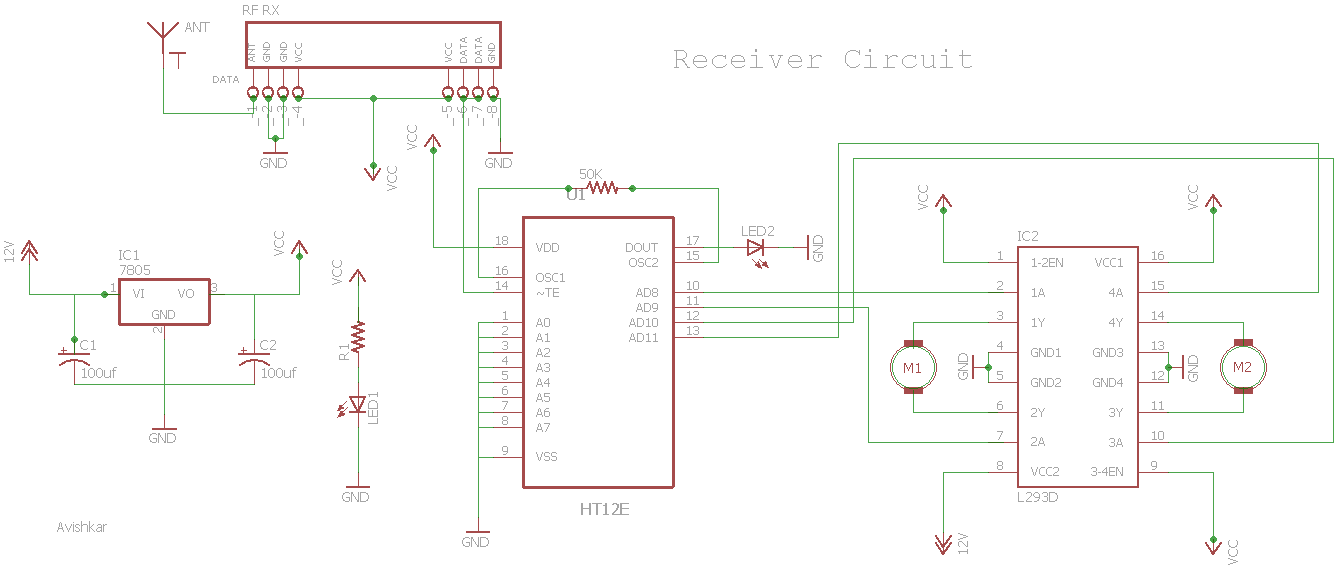 RF RX
ANT
ANT
GND
GND
VCC
VCC
DATA
DATA
GND
Receiver Circuit
DATA
-1
-2
-3
-4
-5
-6
-7
-8
GND
GND
VCC
VCC
50K
U1
12V
IC1
7805
VCC
1
VI
VO
3
GND
2
C1
100uf
C2
100uf
GND
VCC
R1
LED1
GND
18
VDD
DOUT
17
LED2
GND
OSC2
15
16
OSC1
14
~TE
AD8
10
AD9
11
1
A0
AD10
12
2
A1
AD11
13
3
A2
4
A3
5
A4
6
A5
7
A6
8
A7
9
VSS
HT12E
GND
VCC
VCC
IC2
1
1-2EN
VCC1
16
2
1A
4A
15
3
1Y
4Y
14
4
GND1
GND3
13
GND
GND
M1
M2
5
GND2
GND4
12
6
2Y
3Y
11
7
2A
3A
10
8
VCC2
3-4EN
9
L293D
12V
VCC
Avishkar